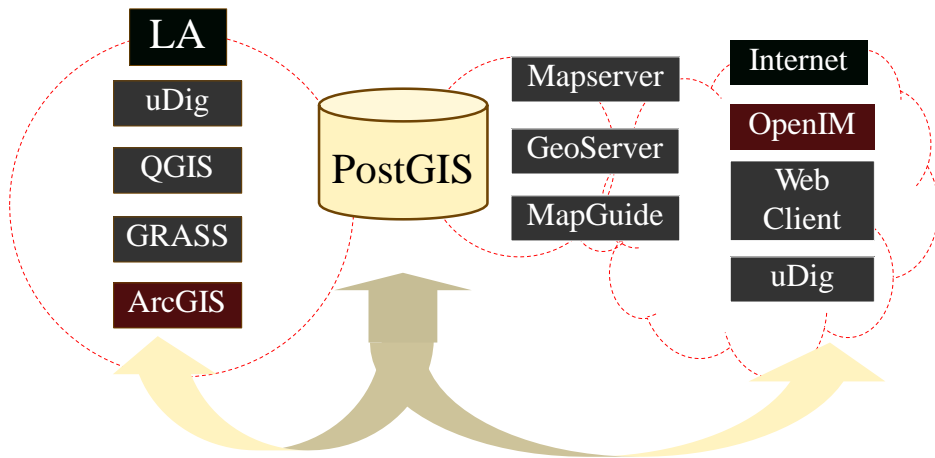 LA
uDig
QGIS
GRASS
ArcGIS
PostGIS
Mapserver
GeoServer
MapGuide
Internet
OpenIM
Web
Client
uDig